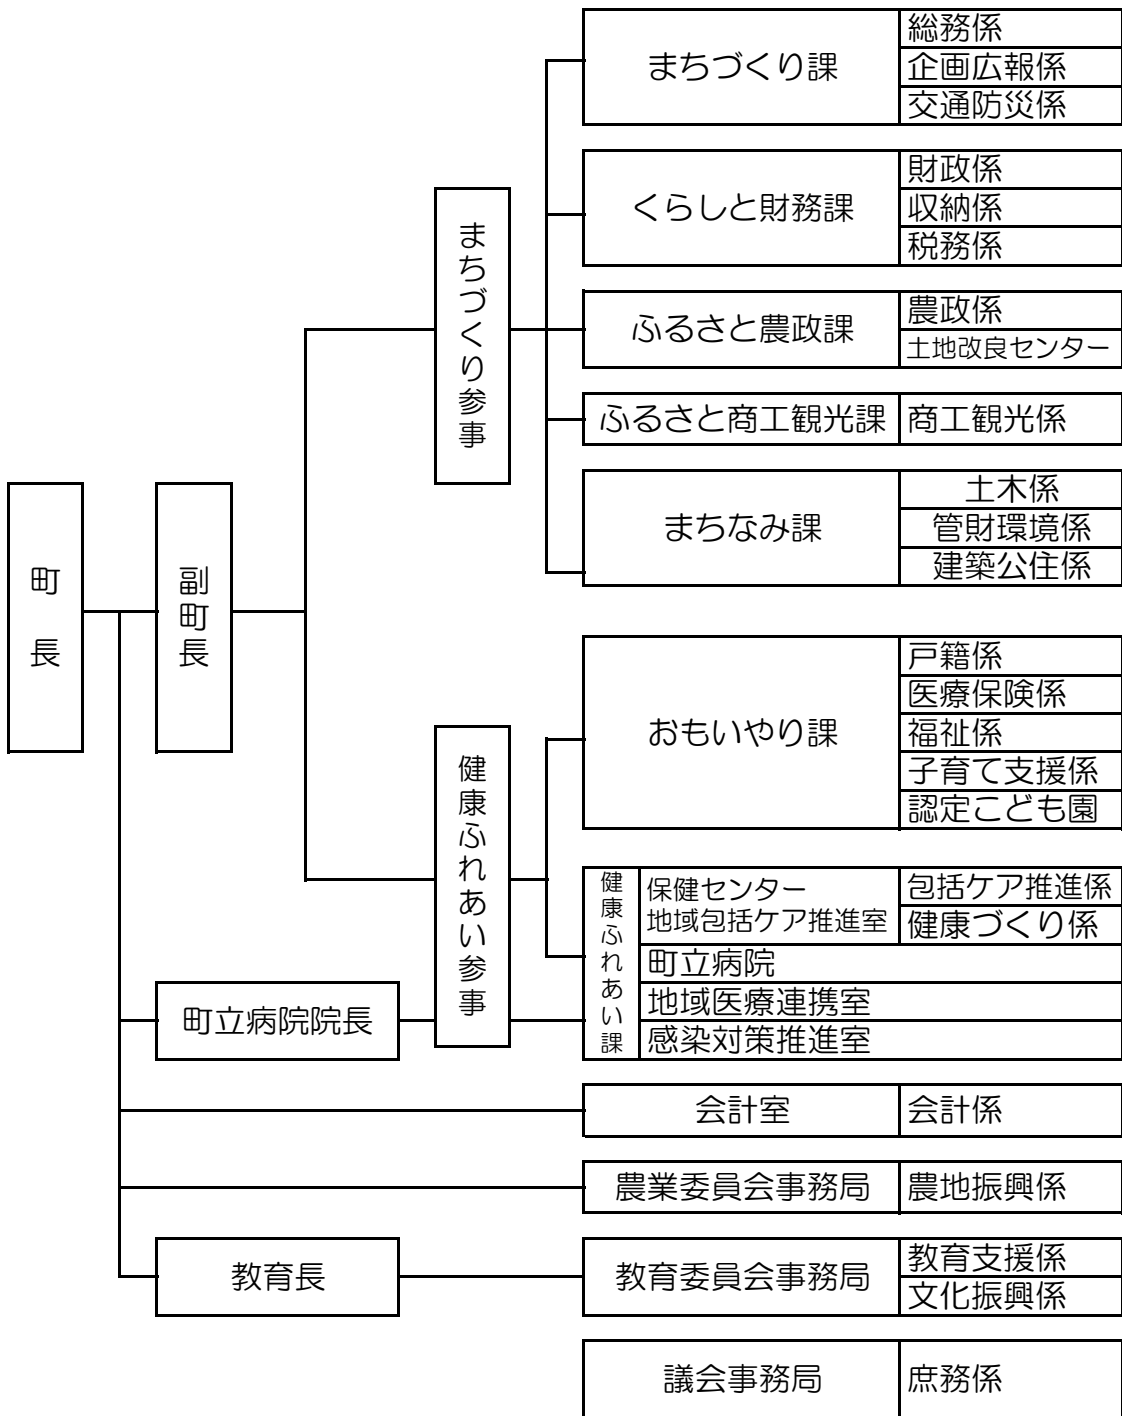 町長
副町長
まちづくり参事
まちづくり課
総務係
企画広報係
交通防災係
くらしと財務課
財政係
収納係
税務係
ふるさと農政課
農政係
土地改良センター
ふるさと商工観光課
商工観光係
まちなみ課
土木係
管財環境係
建築公住係
健康ふれあい参事
おもいやり課
戸籍係
医療保険係
福祉係
子育て支援係
認定こども園
健康ふれあい課
保健センター
地域包括ケア推進室
包括ケア推進係
健康づくり係
町立病院
地域医療連携室
感染対策推進室
町立病院院長
会計室
会計係
農業委員会事務局
農地振興係
教育長
教育委員会事務局
教育支援係
文化振興係
議会事務局
庶務係